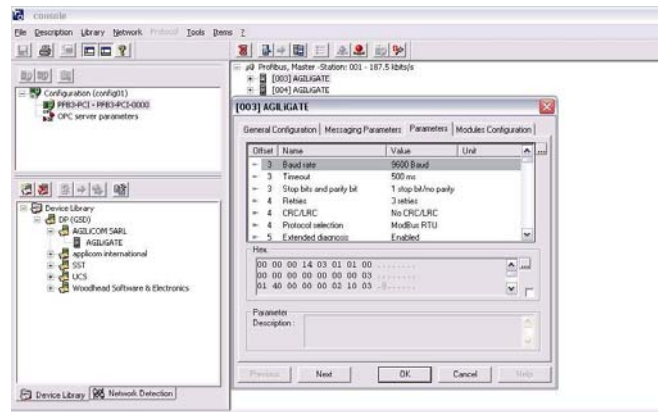 console
File Description Library Network Protocol Tools Items ?
Configuration (config01)
PFB3-PCI - PFB3-PCI-0000
OPC server parameters
Device Library
DP (GSD)
AGILICOM SARL
AGILIGATE
applicom international
SST
UCS
Woodhead Software & Electronics
Device Library Network Detection
Profibus, Master -Station: 001 - 187.5 kbits/s
[003] AGILIGATE
[004] AGILIGATE
[003] AGILIGATE
General Configuration Messaging Parameters Parameters Modules Configuration
Offset Name Value Unit
3 Baud rate 9600 Baud
3 Timeout 500 ms
3 Stop bits and parity bit 1 stop bit/no parity
4 Retries 3 retries
4 CRC/LRC No CRC/LRC
4 Protocol selection ModBus RTU
5 Extended diagnosis Enabled
Hex.
00 00 00 14 03 01 01 00 ........
00 00 00 00 00 00 00 03 ........
01 40 00 00 00 02 10 03 .@......
Parameter
Description :
Previous Next OK Cancel Help